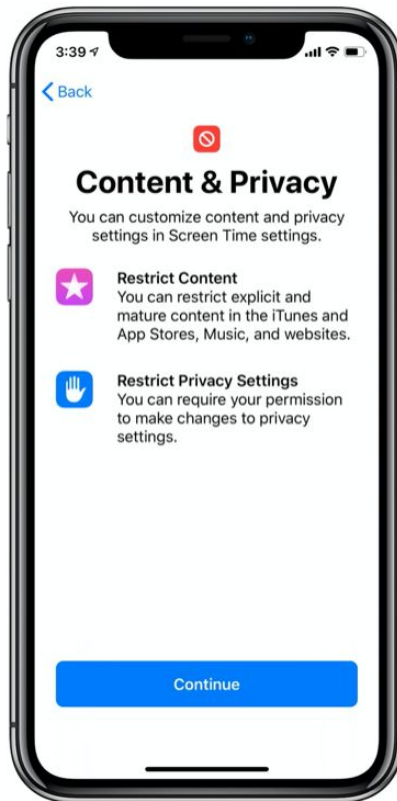 3:39
Back
Content & Privacy
You can customize content and privacy
settings in Screen Time settings.
Restrict Content
You can restrict explicit and
mature content in the iTunes and
App Stores, Music, and websites.
Restrict Privacy Settings
You can require your permission
to make changes to privacy
settings.
Continue